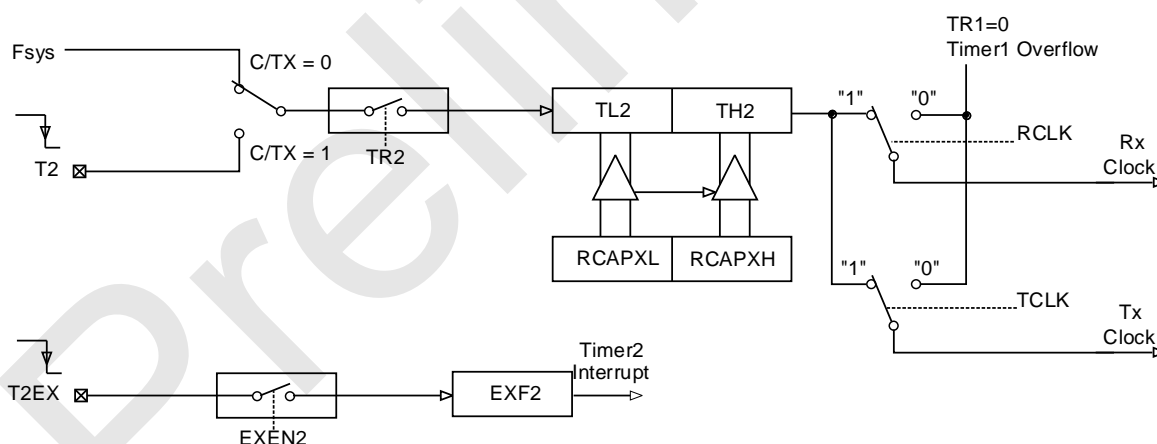 TR1=0
Timer1 Overflow
Fsys
C/TX = 0
TL2
TH2
"1"
"0"
RCLK
Rx
Clock
T2
C/TX = 1
TR2
RCAPXL
RCAPXH
"1"
"0"
TCLK
Tx
Clock
Timer2
Interrupt
T2EX
EXF2
EXEN2